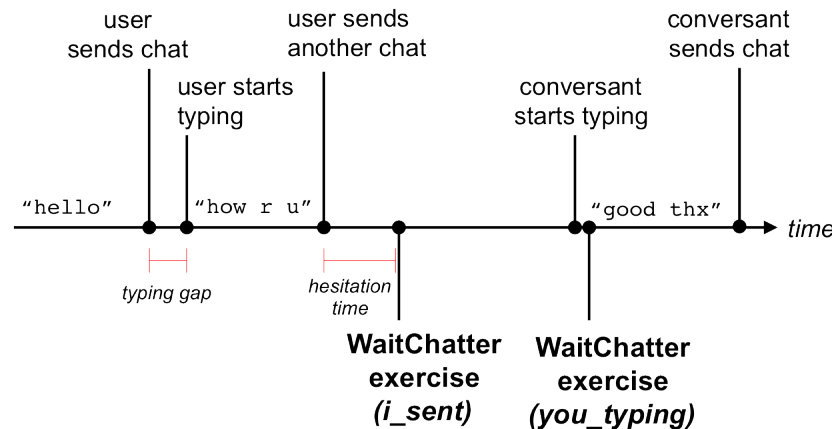 user
sends chat
user starts
typing
user sends
another chat
conversant
starts typing
conversant
sends chat
“hello”
“how r u”
“good thx”
time
typing gap
hesitation
time
WaitChatter
exercise
(i_sent)
WaitChatter
exercise
(you_typing)